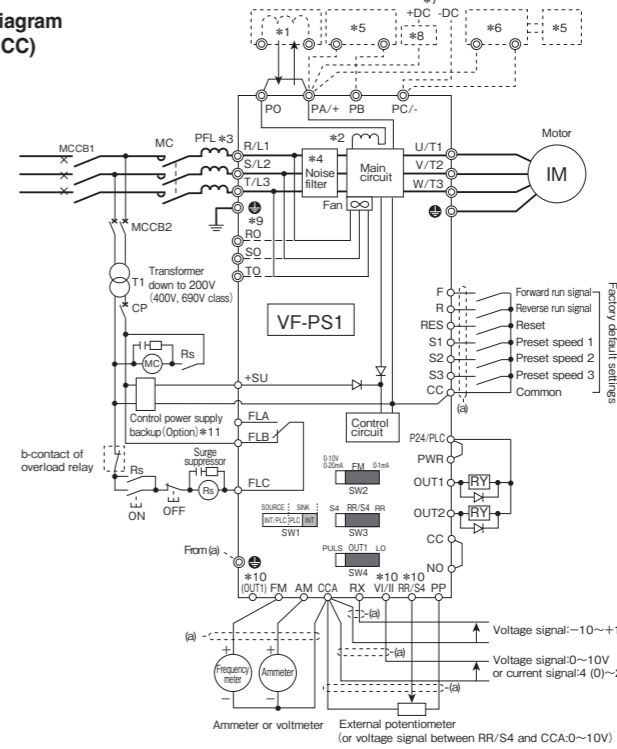 iagram
CC)
*7
+DC -DC
*1
*5
*8
*6
*5
PO
PA/+
PB
PC/-
MCCB1
MC
PFL *3
R/L1
S/L2
T/L3
*4
Noise
filter
*2
Main
circuit
Fan
U/T1
V/T2
W/T3
Motor
IM
*9
RO
SO
TO
MCCB2
T1
Transformer
down to 200V
(400V, 690V class)
CP
VF-PS1
F
R
RES
S1
S2
S3
CC
Forward run signal
Reverse run signal
Reset
Preset speed 1
Preset speed 2
Preset speed 3
Common
Factory default settings
(a)
MC
Rs
+SU
Control power supply
backup(Option)*11
FLA
FLB
FLC
Control
circuit
b-contact of
overload relay
Rs
ON
OFF
Surge
suppressor
Rs
P24/PLC
PWR
OUT1
RY
OUT2
RY
CC
NO
0-10V
0-20mA
FM
0-1mA
SW2
SOURCE
SINK
INT/PLC
PLC
INT
SW1
S4
RR/S4
RR
SW3
PULS
OUT1
LO
SW4
From(a)
*10
(OUT1)
FM
AM
CCA
RX
*10
VI/II
*10
RR/S4
PP
(a)
(a)
(a)
(a)
+
Frequency
meter
−
+
Ammeter
−
Ammeter or voltmeter
Voltage signal:−10~+1
Voltage signal:0~10V
or current signal:4 (0)~2
External potentiometer
(or voltage signal between RR/S4 and CCA:0~10V)